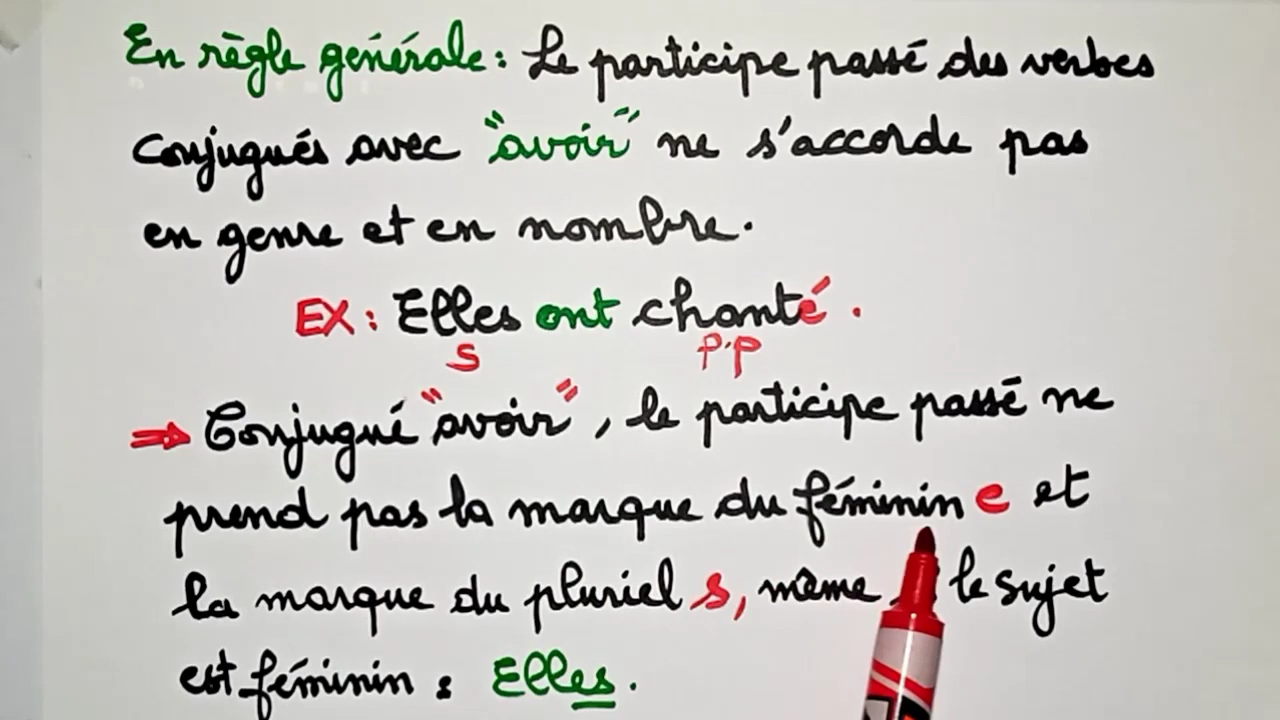 En règle générale : Le participe passé des verbes
conjugués avec "avoir" ne s'accorde pas
en genre et en nombre.
EX : Elles ont chanté.
S p.p
⇒ Conjugué "avoir", le participe passé ne
prend pas la marque du féminin e et
la marque du pluriel s, même le sujet
est féminin : Elles.